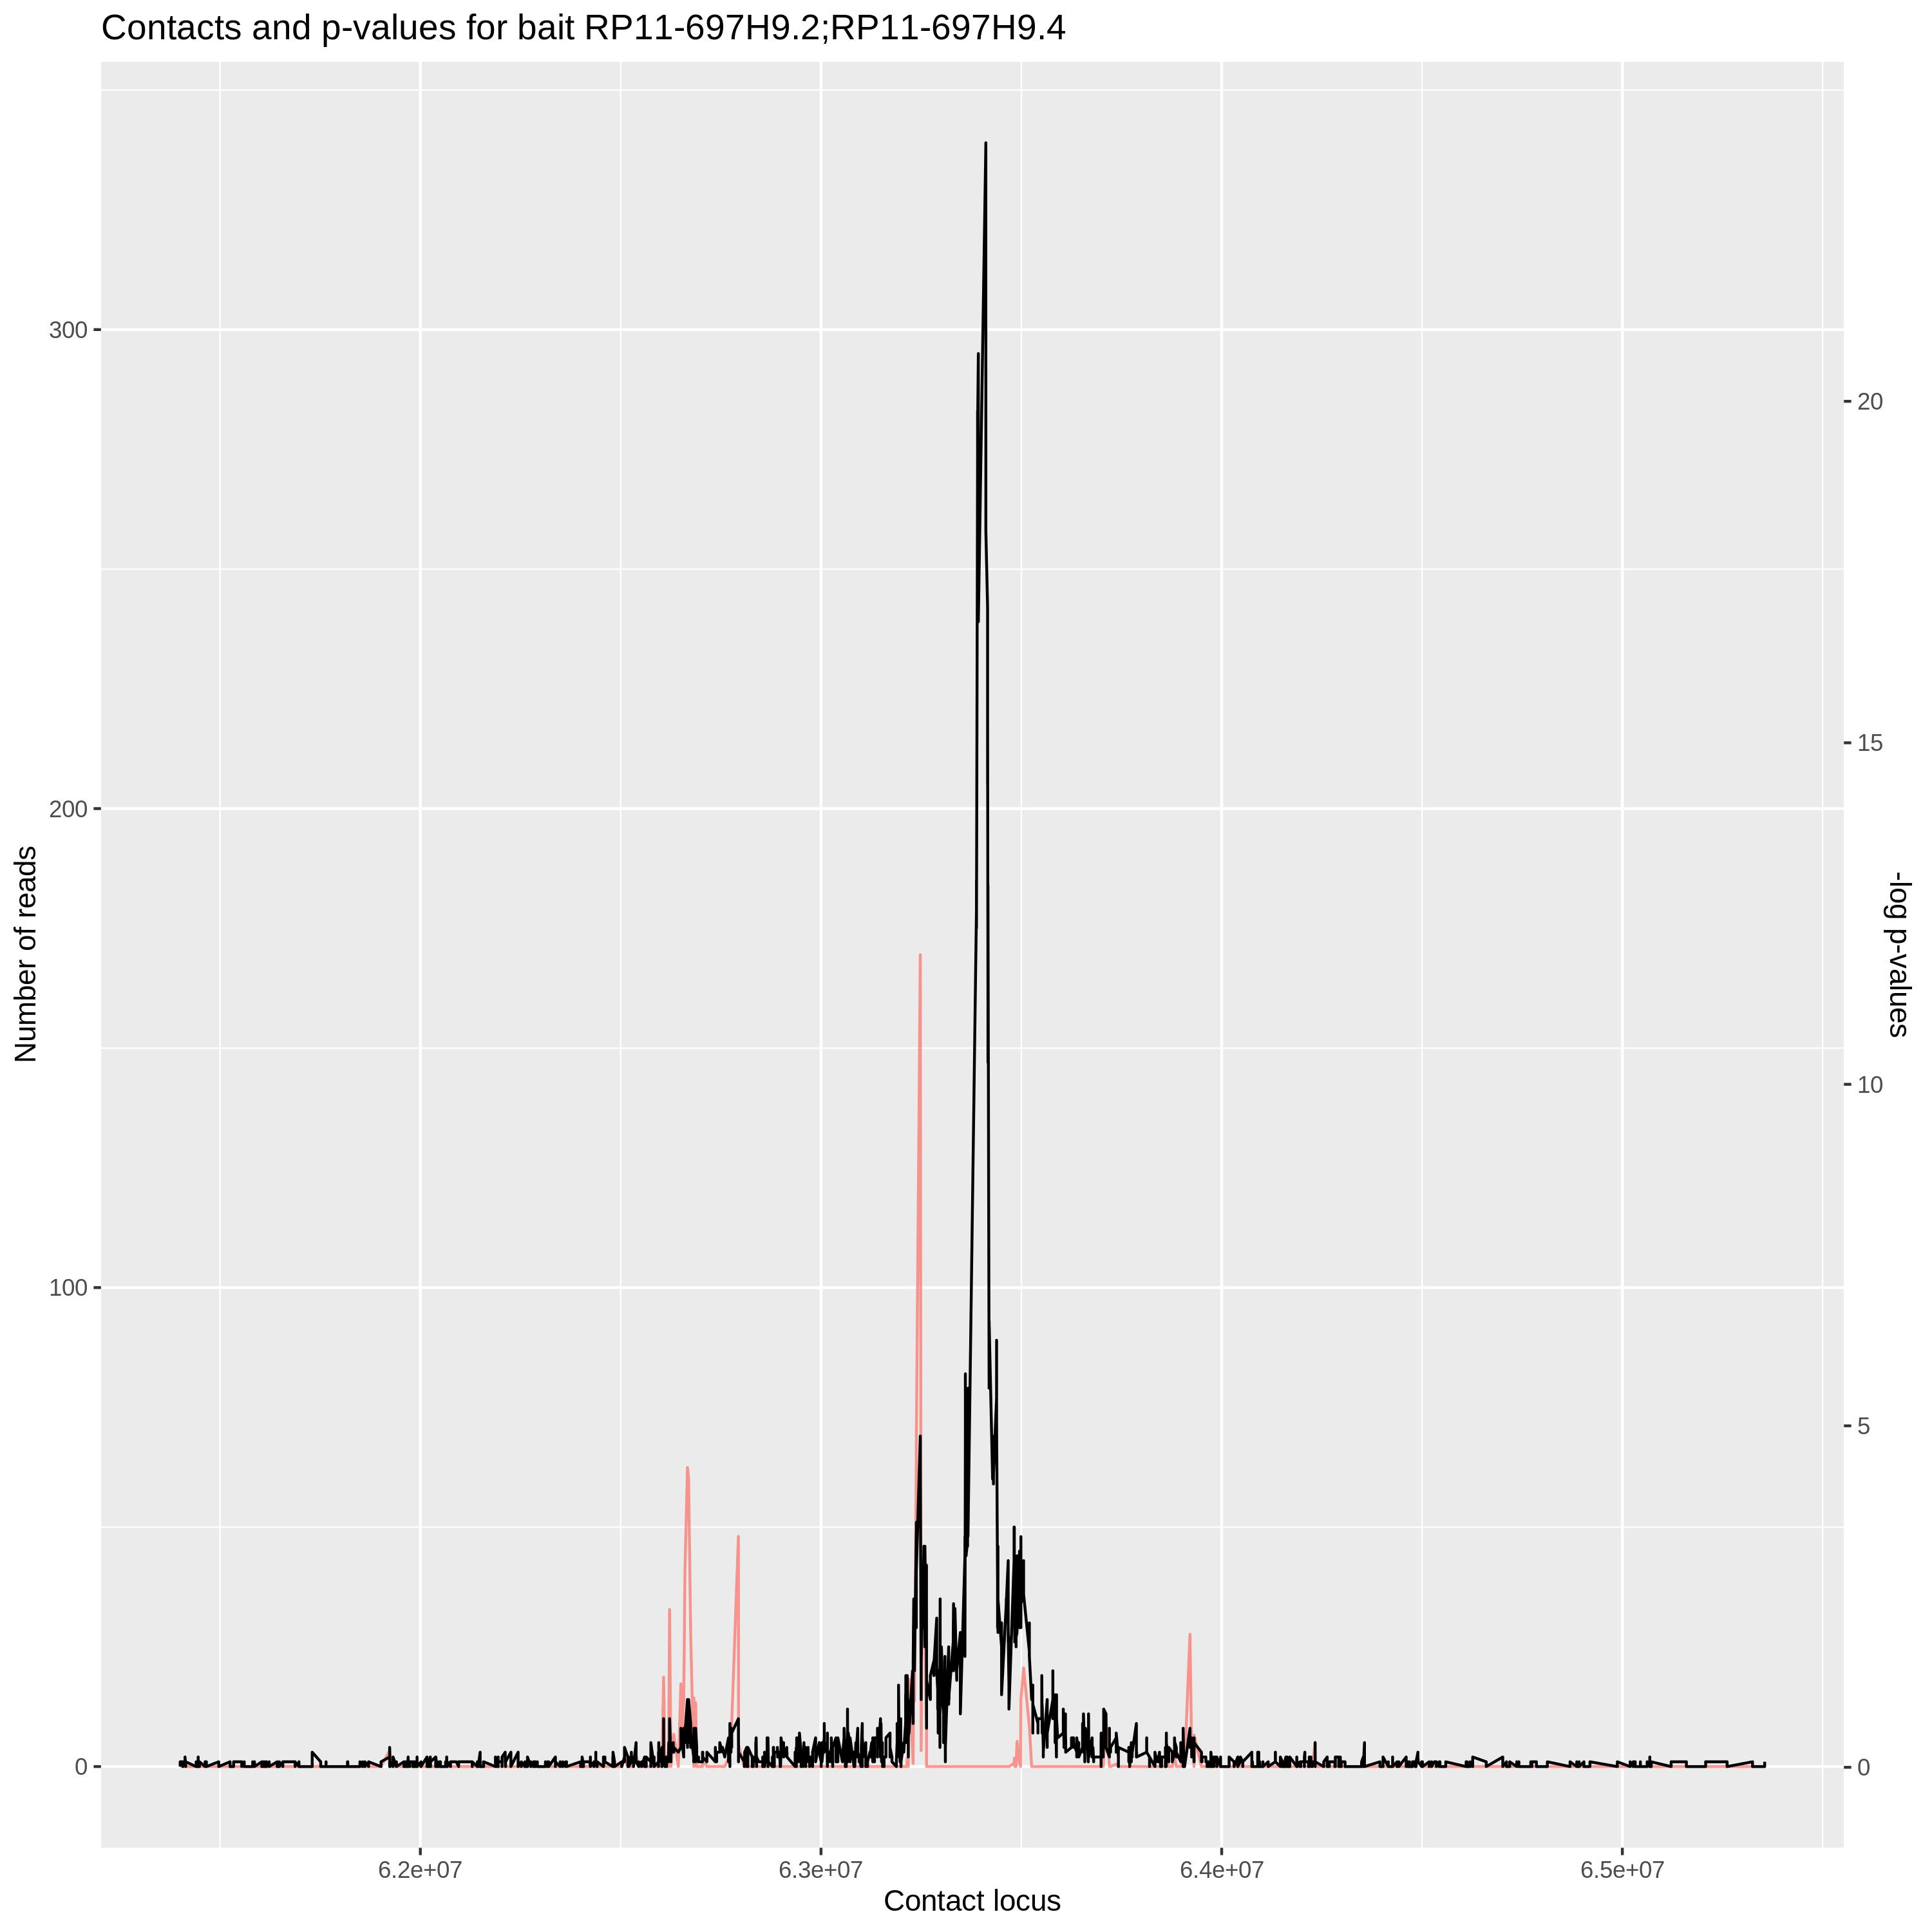 Contacts and p-values for bait RP11-697H9.2;RP11-697H9.4
300
200
100
0
Number of reads
20
15
10
5
0
-log p-values
6.2e+07 6.3e+07 6.4e+07 6.5e+07
Contact locus